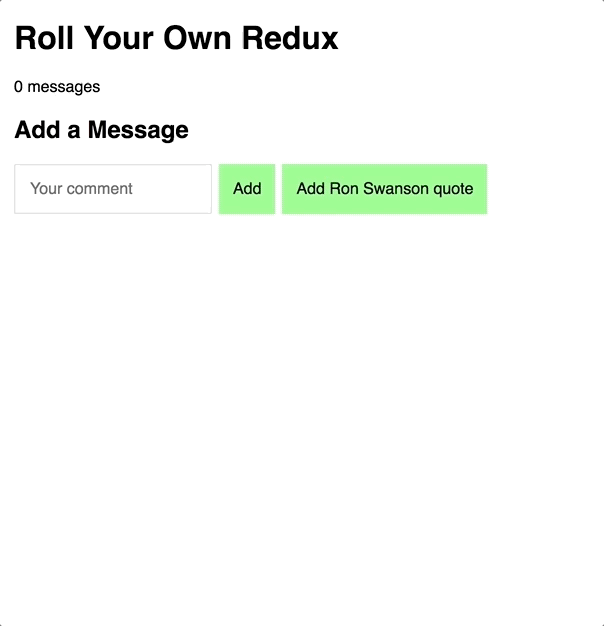 Roll Your Own Redux
0 messages
Add a Message
Your comment Add Add Ron Swanson quote